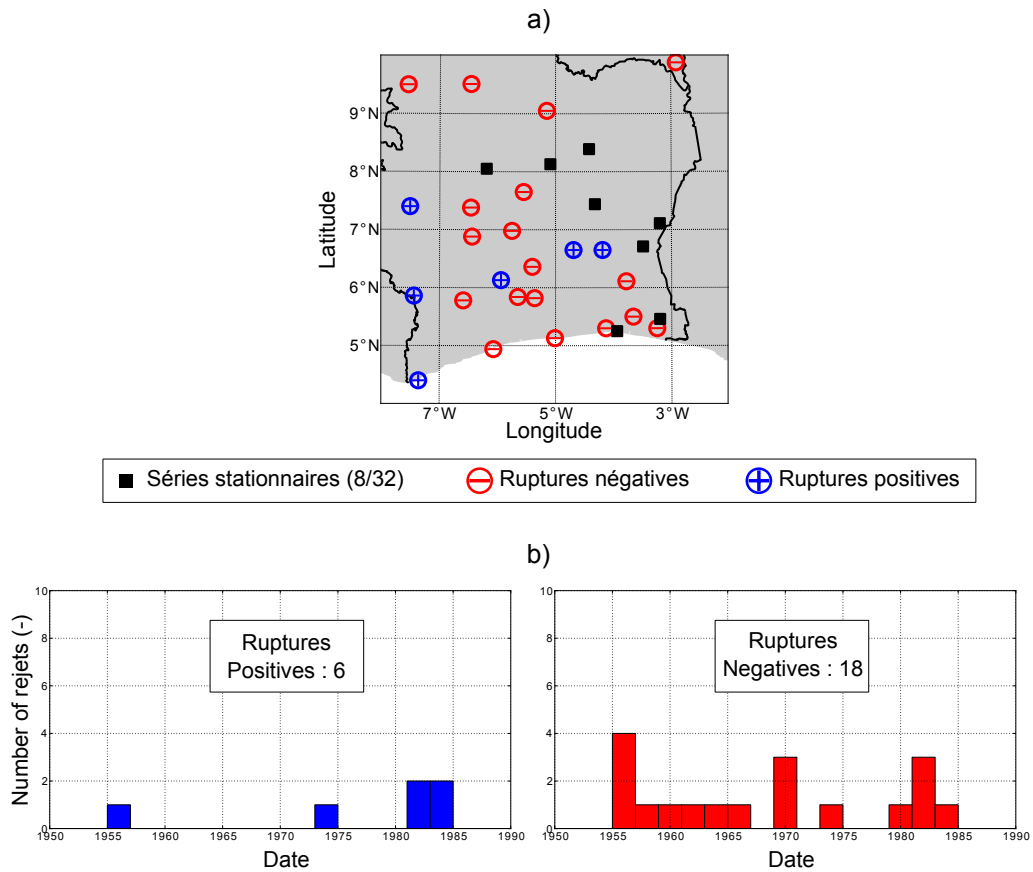 a)
Latitude
9°N
8°N
7°N
6°N
5°N
7°W
5°W
3°W
Longitude
Séries stationnaires (8/32)
Ruptures négatives
Ruptures positives
b)
Number of rejets (-)
10
8
6
4
2
0
Ruptures
Positives : 6
1950
1955
1960
1965
1970
1975
1980
1985
1990
Date
10
8
6
4
2
0
Ruptures
Negatives : 18
1950
1955
1960
1965
1970
1975
1980
1985
1990
Date